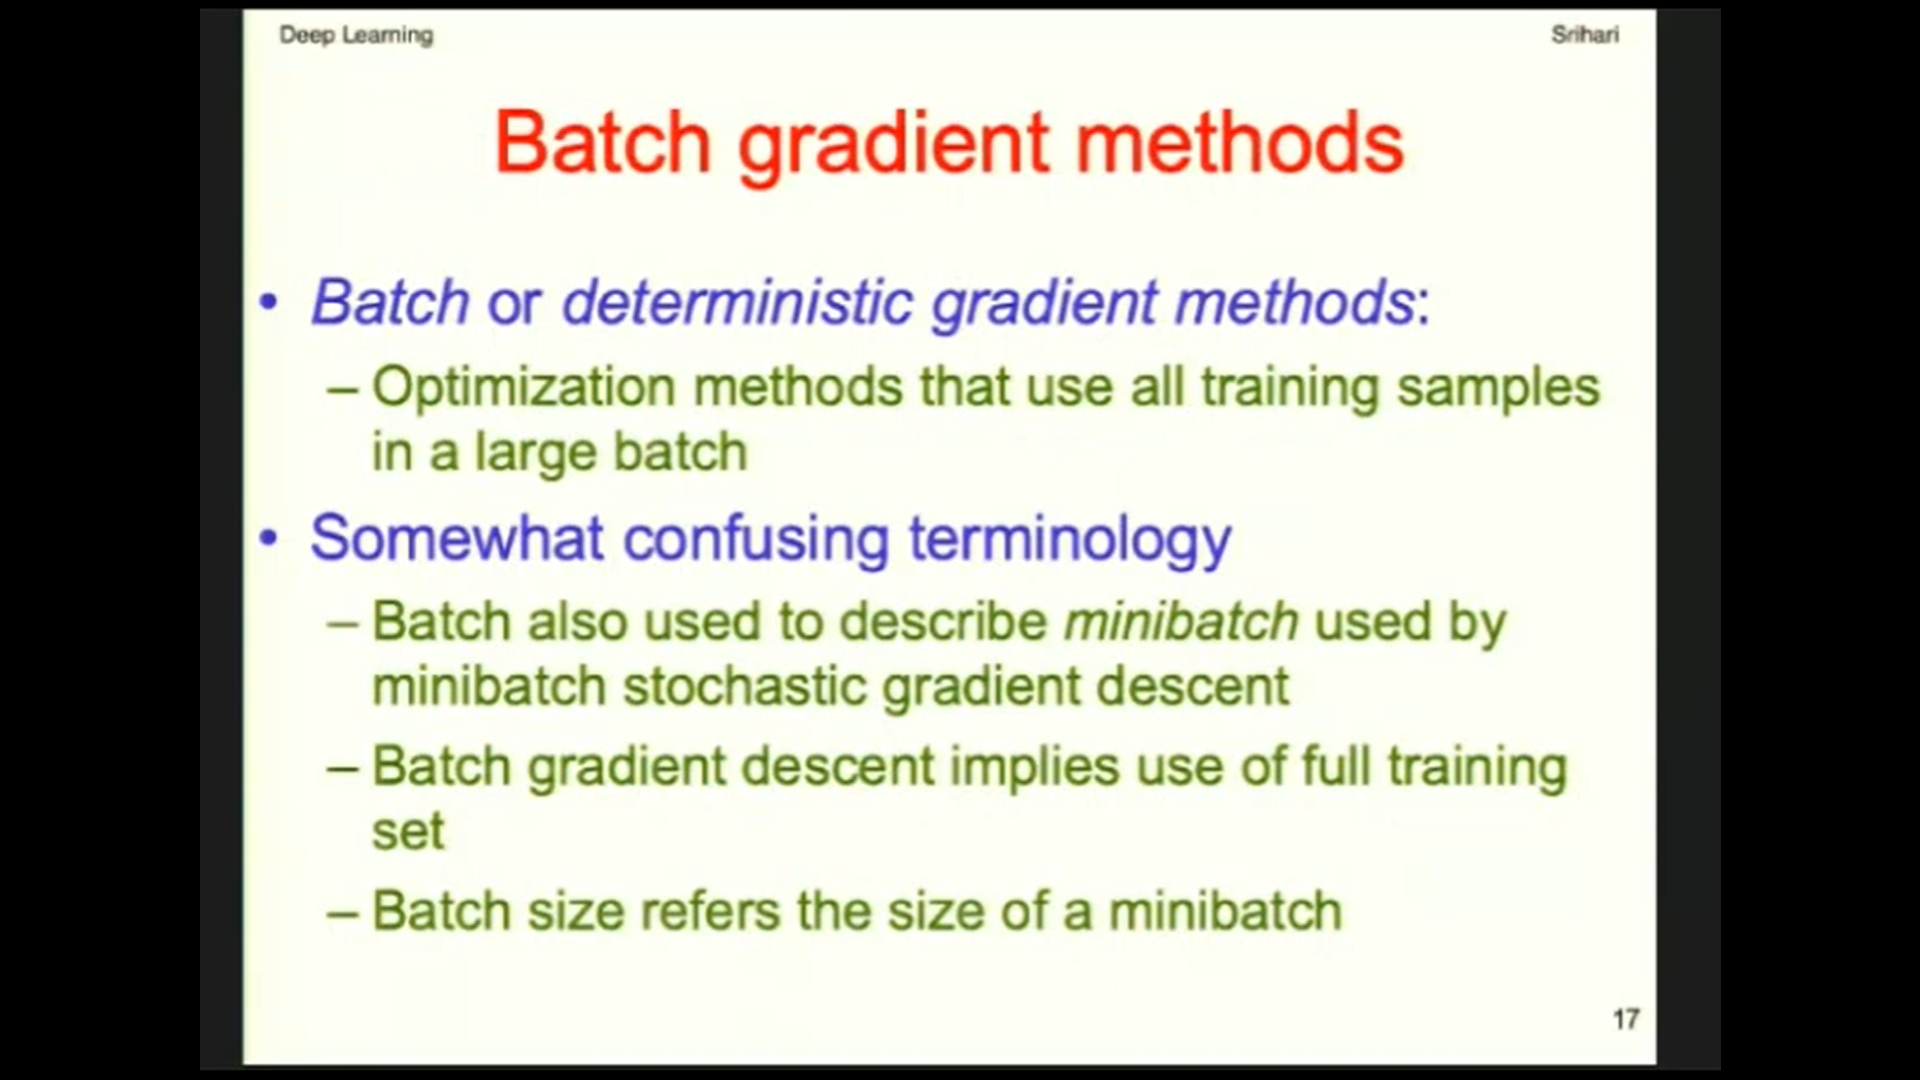 Deep Learning
Srihari
Batch gradient methods
• Batch or deterministic gradient methods:
– Optimization methods that use all training samples
in a large batch
• Somewhat confusing terminology
– Batch also used to describe minibatch used by
minibatch stochastic gradient descent
– Batch gradient descent implies use of full training
set
– Batch size refers the size of a minibatch
17